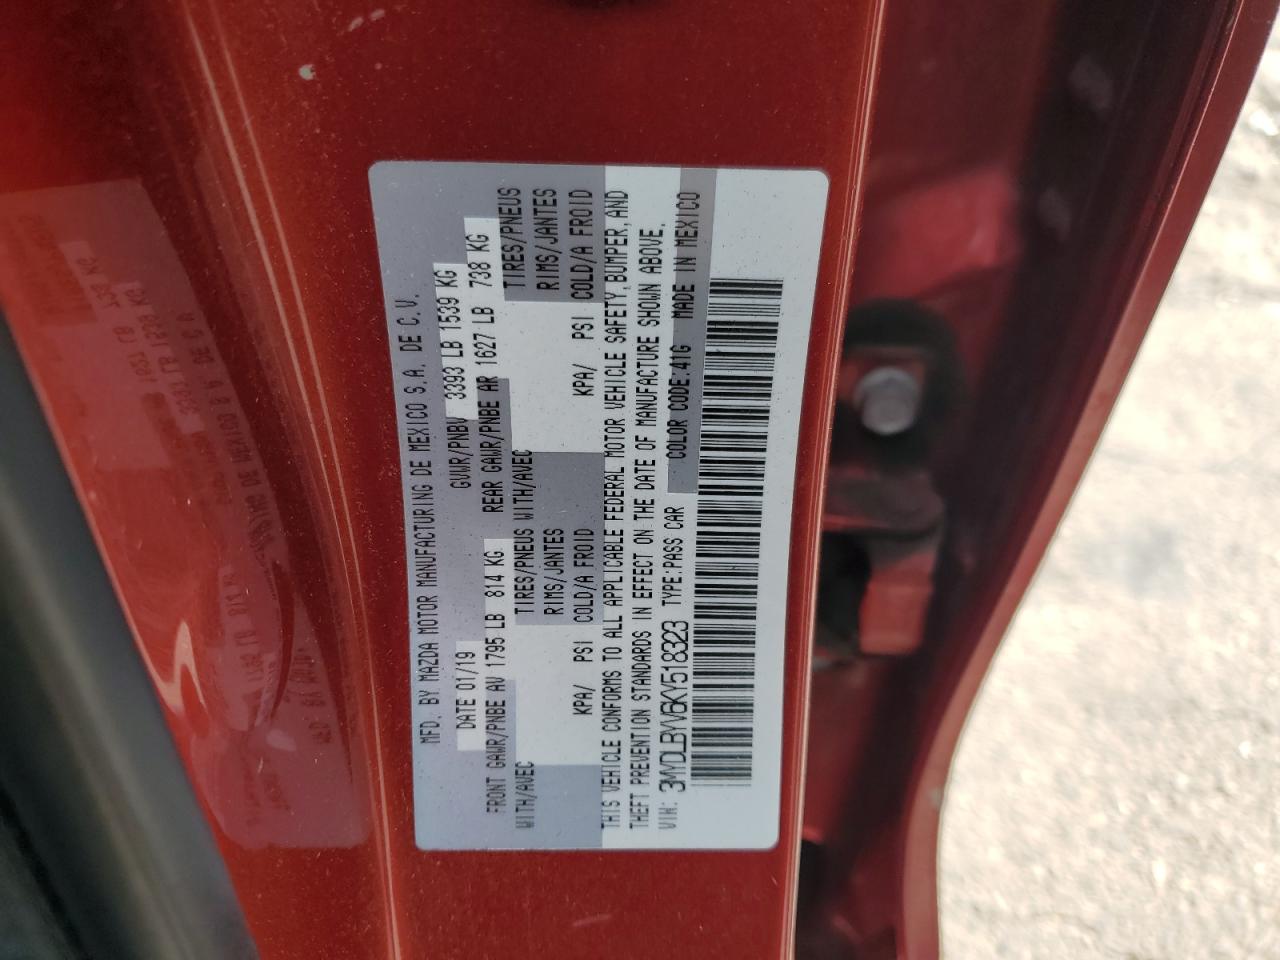 MFD. BY MAZDA MOTOR MANUFACTURING DE MEXICO S.A. DE C.V.
DATE 01/19 GVWR/PNBV 3393 LB 1539 KG
FRONT GAWR/PNBE AV 1795 LB 814 KG REAR GAWR/PNBE AR 1627 LB 738 KG
WITH/AVEC TIRES/PNEUS WITH/AVEC TIRES/PNEUS
RIMS/JANTES RIMS/JANTES
KPA/ PSI COLD/A FROID KPA/ PSI COLD/A FROID
THIS VEHICLE CONFORMS TO ALL APPLICABLE FEDERAL MOTOR VEHICLE SAFETY, BUMPER, AND
THEFT PREVENTION STANDARDS IN EFFECT ON THE DATE OF MANUFACTURE SHOWN ABOVE.
VIN: 3MYDLBYV6KY518323 TYPE:PASS CAR COLOR CODE:41G MADE IN MEXICO